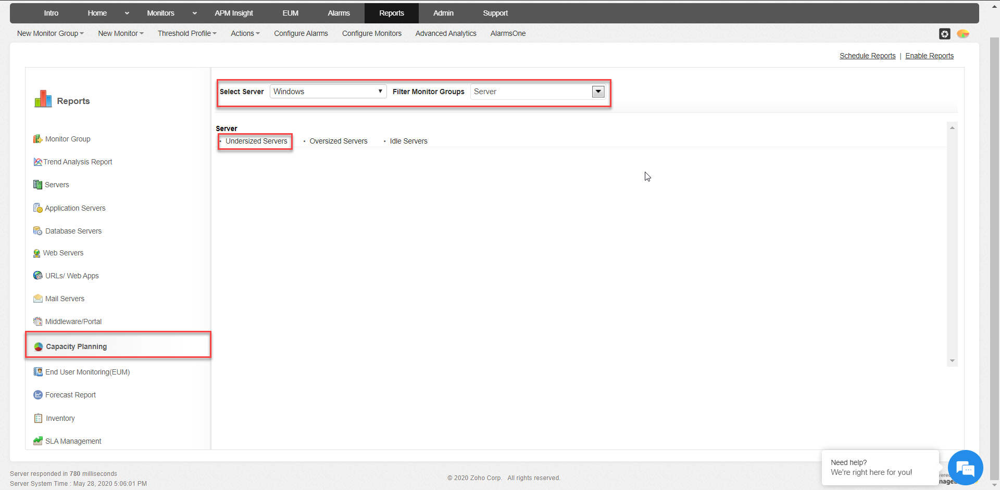 Intro Home Monitors APM Insight EUM Alarms Reports Admin Support
New Monitor Group New Monitor Threshold Profile Actions Configure Alarms Configure Monitors Advanced Analytics AlarmsOne
Schedule Reports | Enable Reports
Reports
Monitor Group
Trend Analysis Report
Servers
Application Servers
Database Servers
Web Servers
URLs/ Web Apps
Mail Servers
Middleware/Portal
Capacity Planning
End User Monitoring(EUM)
Forecast Report
Inventory
SLA Management
Select Server Windows Filter Monitor Groups Server
Server
• Undersized Servers • Oversized Servers • Idle Servers
Need help?
We're right here for you!
Server responded in 780 milliseconds
Server System Time : May 28, 2020 5:06:01 PM
© 2020 Zoho Corp. All rights reserved.